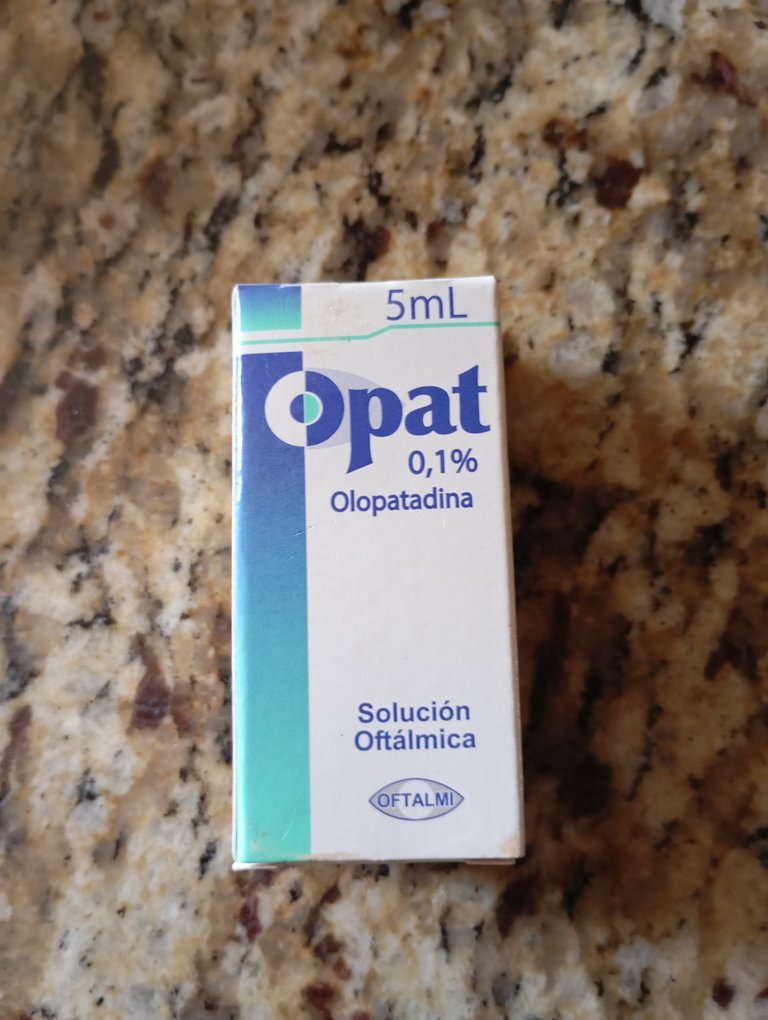 5mL
Opat
0,1%
Olopatadina
Solución
Oftálmica
OFTALMI